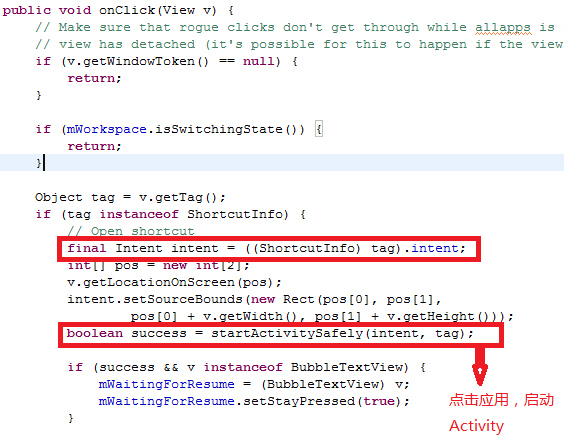 public void onClick(View v) {
// Make sure that rogue clicks don't get through while allapps is
// view has detached (it's possible for this to happen if the view
if (v.getWindowToken() == null) {
return;
}
if (mWorkspace.isSwitchingState()) {
return;
}
Object tag = v.getTag();
if (tag instanceof ShortcutInfo) {
// Open shortcut
final Intent intent = ((ShortcutInfo) tag).intent;
int[] pos = new int[2];
v.getLocationOnScreen(pos);
intent.setSourceBounds(new Rect(pos[0], pos[1],
pos[0] + v.getWidth(), pos[1] + v.getHeight()));
boolean success = startActivitySafely(intent, tag);
if (success && v instanceof BubbleTextView) {
mWaitingForResume = (BubbleTextView) v;
mWaitingForResume.setStayPressed(true);
}
点击应用，启动
Activity